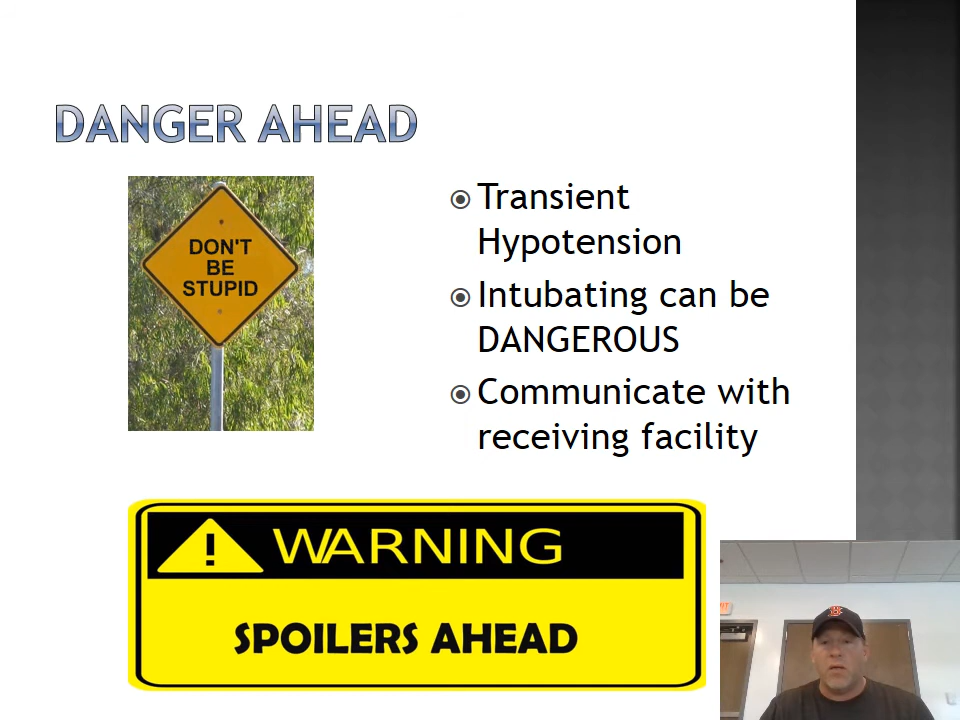 DANGER AHEAD
DON'T
BE
STUPID
Transient
Hypotension
Intubating can be
DANGEROUS
Communicate with
receiving facility
! WARNING
SPOILERS AHEAD